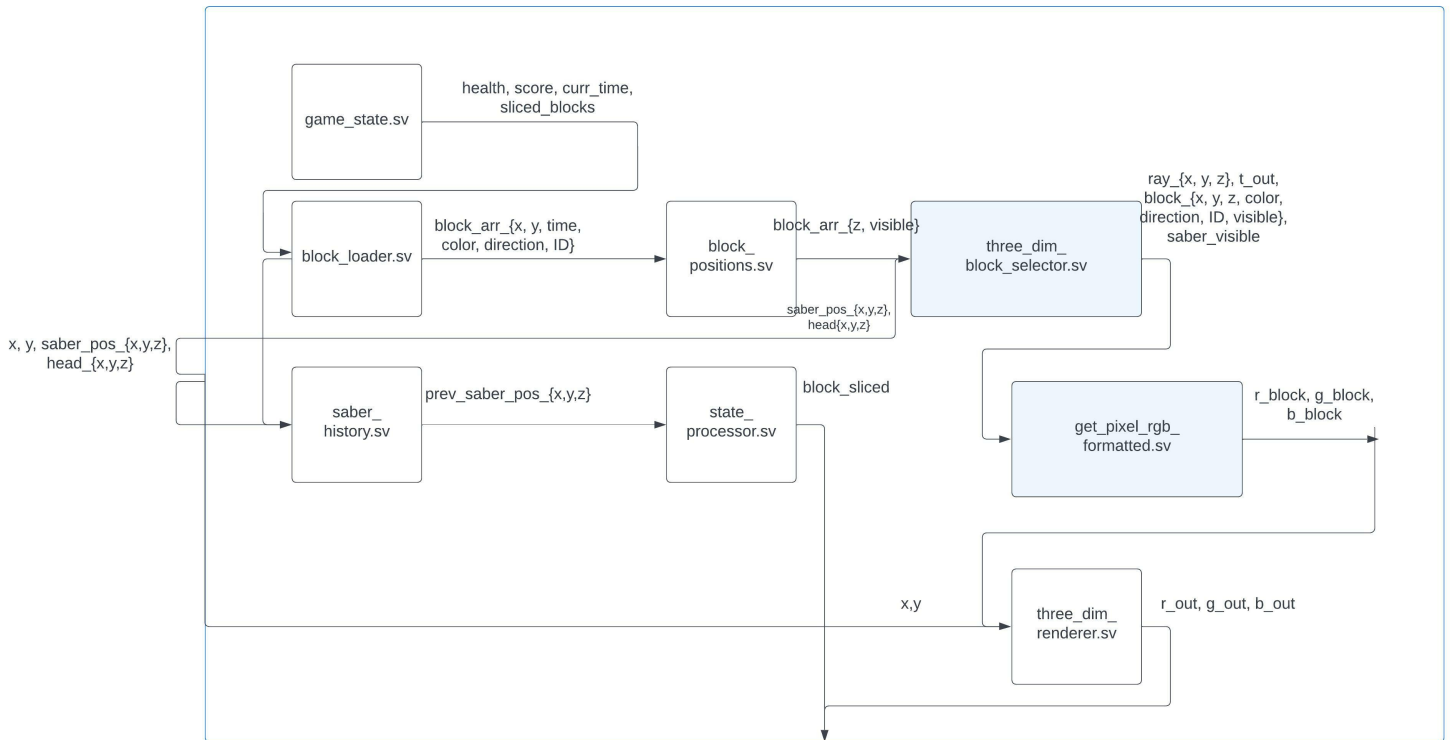 health, score, curr_time,
sliced_blocks
game_state.sv
ray_{x, y, z}, t_out,
block_{x, y, z, color,
direction, ID, visible},
saber_visible
block_arr_{x, y, time,
color, direction, ID}
block_arr_{z, visible}
block_loader.sv
block_
positions.sv
three_dim_
block_selector.sv
saber_pos_{x,y,z},
head{x,y,z}
x, y, saber_pos_{x,y,z},
head_{x,y,z}
prev_saber_pos_{x,y,z}
block_sliced
r_block, g_block,
b_block
saber_
history.sv
state_
processor.sv
get_pixel_rgb_
formatted.sv
x,y
r_out, g_out, b_out
three_dim_
renderer.sv